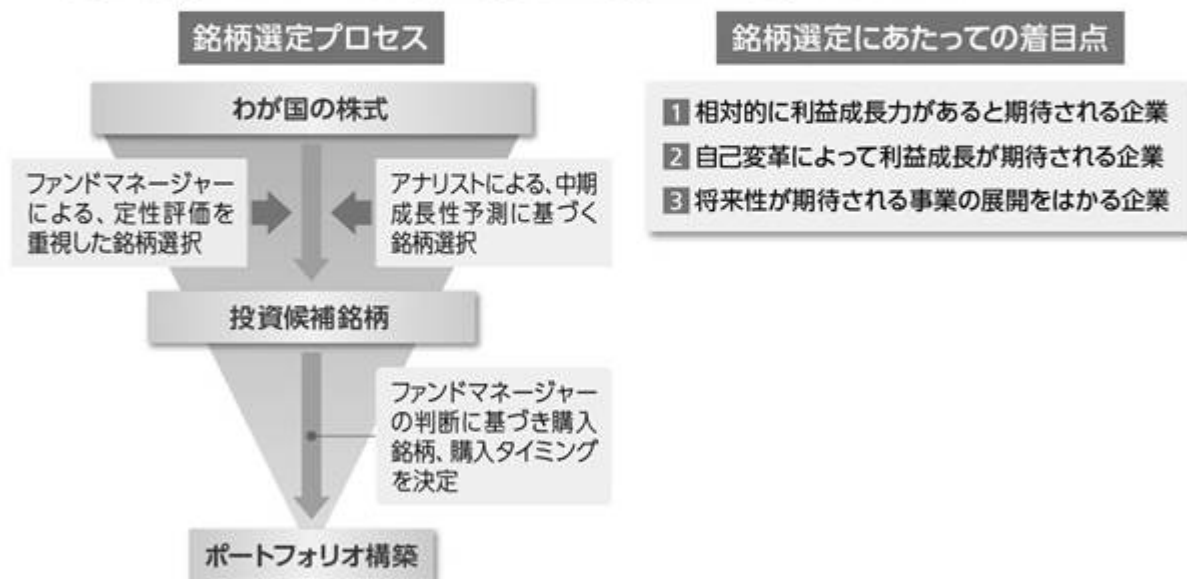 銘柄選定プロセス
わが国の株式
ファンドマネージャー
による、定性評価を
重視した銘柄選択
アナリストによる、中期
成長性予測に基づく
銘柄選択
投資候補銘柄
ファンドマネージャー
の判断に基づき購入
銘柄、購入タイミング
を決定
ポートフォリオ構築
銘柄選定にあたっての着目点
1 相対的に利益成長力があると期待される企業
2 自己変革によって利益成長が期待される企業
3 将来性が期待される事業の展開をはかる企業